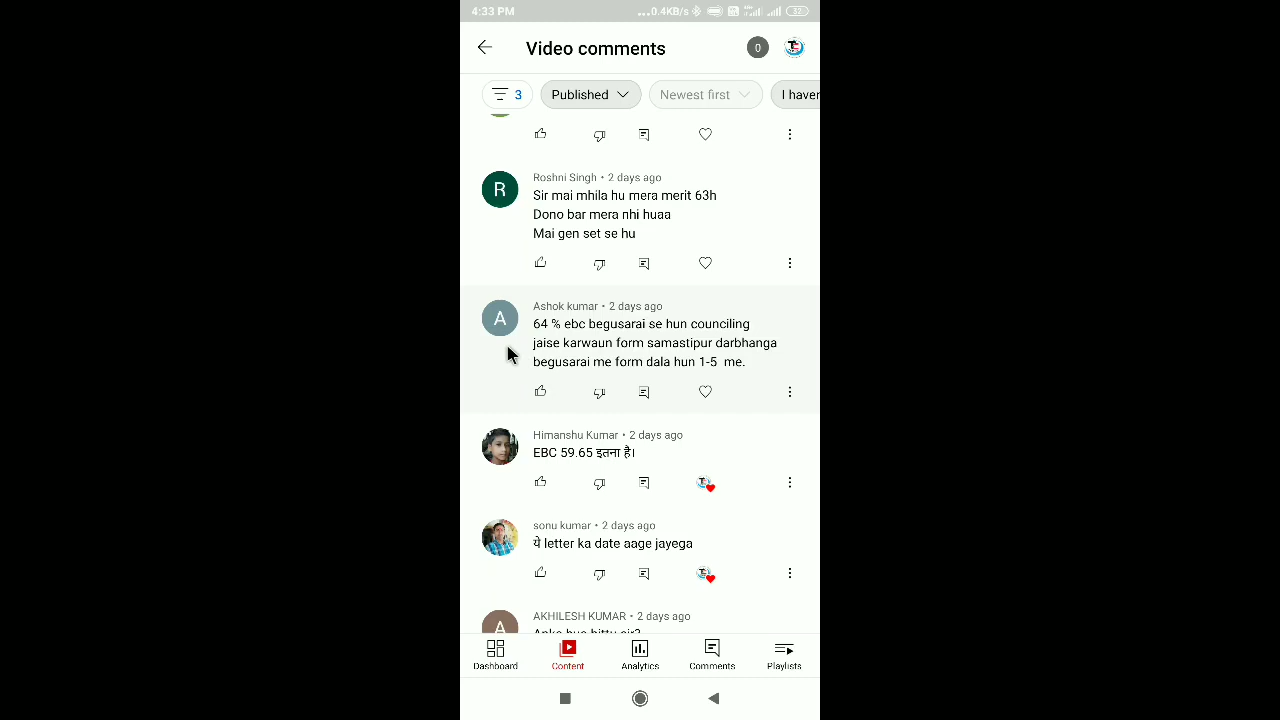 4:33 PM
...0.4KB/s
32
Video comments
0
3
Published
Newest first
I haven
R
Roshni Singh • 2 days ago
Sir mai mhila hu mera merit 63h
Dono bar mera nhi huaa
Mai gen set se hu
A
Ashok kumar • 2 days ago
64 % ebc begusarai se hun counciling
jaise karwaun form samastipur darbhanga
begusarai me form dala hun 1-5 me.
Himanshu Kumar • 2 days ago
EBC 59.65 इतना है।
sonu kumar • 2 days ago
ये letter ka date aage jayega
A
AKHILESH KUMAR • 2 days ago
Dashboard
Content
Analytics
Comments
Playlists